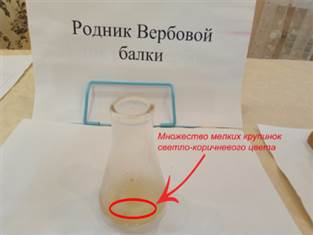 Родник Вербовой
балки
Множество мелких крупинок
светло-коричневого цвета